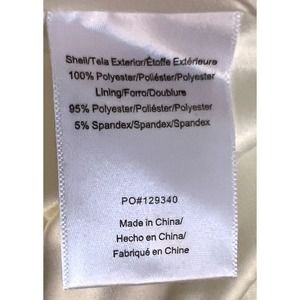 Shell/Tela Exterior/Étoffe Extérieure
100% Polyester/Poliéster/Polyester
Lining/Forro/Doublure
95% Polyester/Poliéster/Polyester
5% Spandex/Spandex/Spandex
PO#129340
Made in China/
Hecho en China/
Fabriqué en Chine